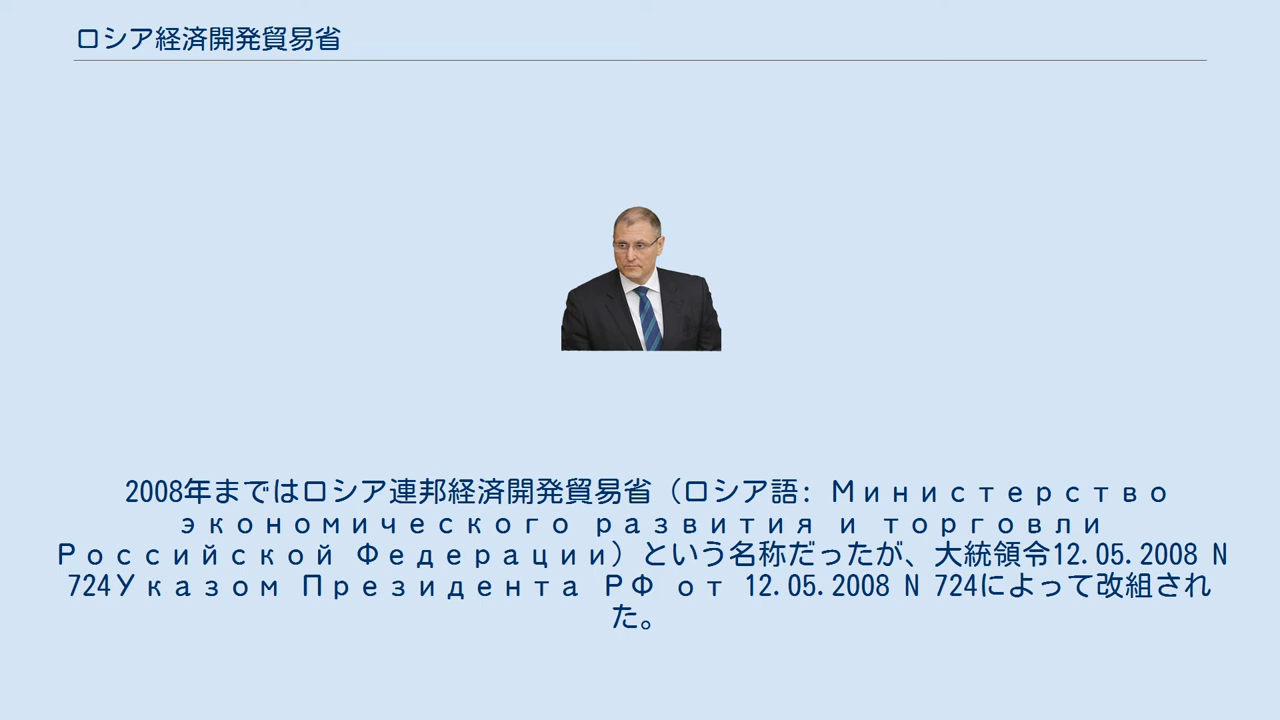 ロシア経済開発貿易省
2008年まではロシア連邦経済開発貿易省（ロシア語: Министерство
экономического развития и торговли
Российской Федерации）という名称だったが、大統領令12.05.2008 N
724Указом Президента РФ от 12.05.2008 N 724によって改組され
た。